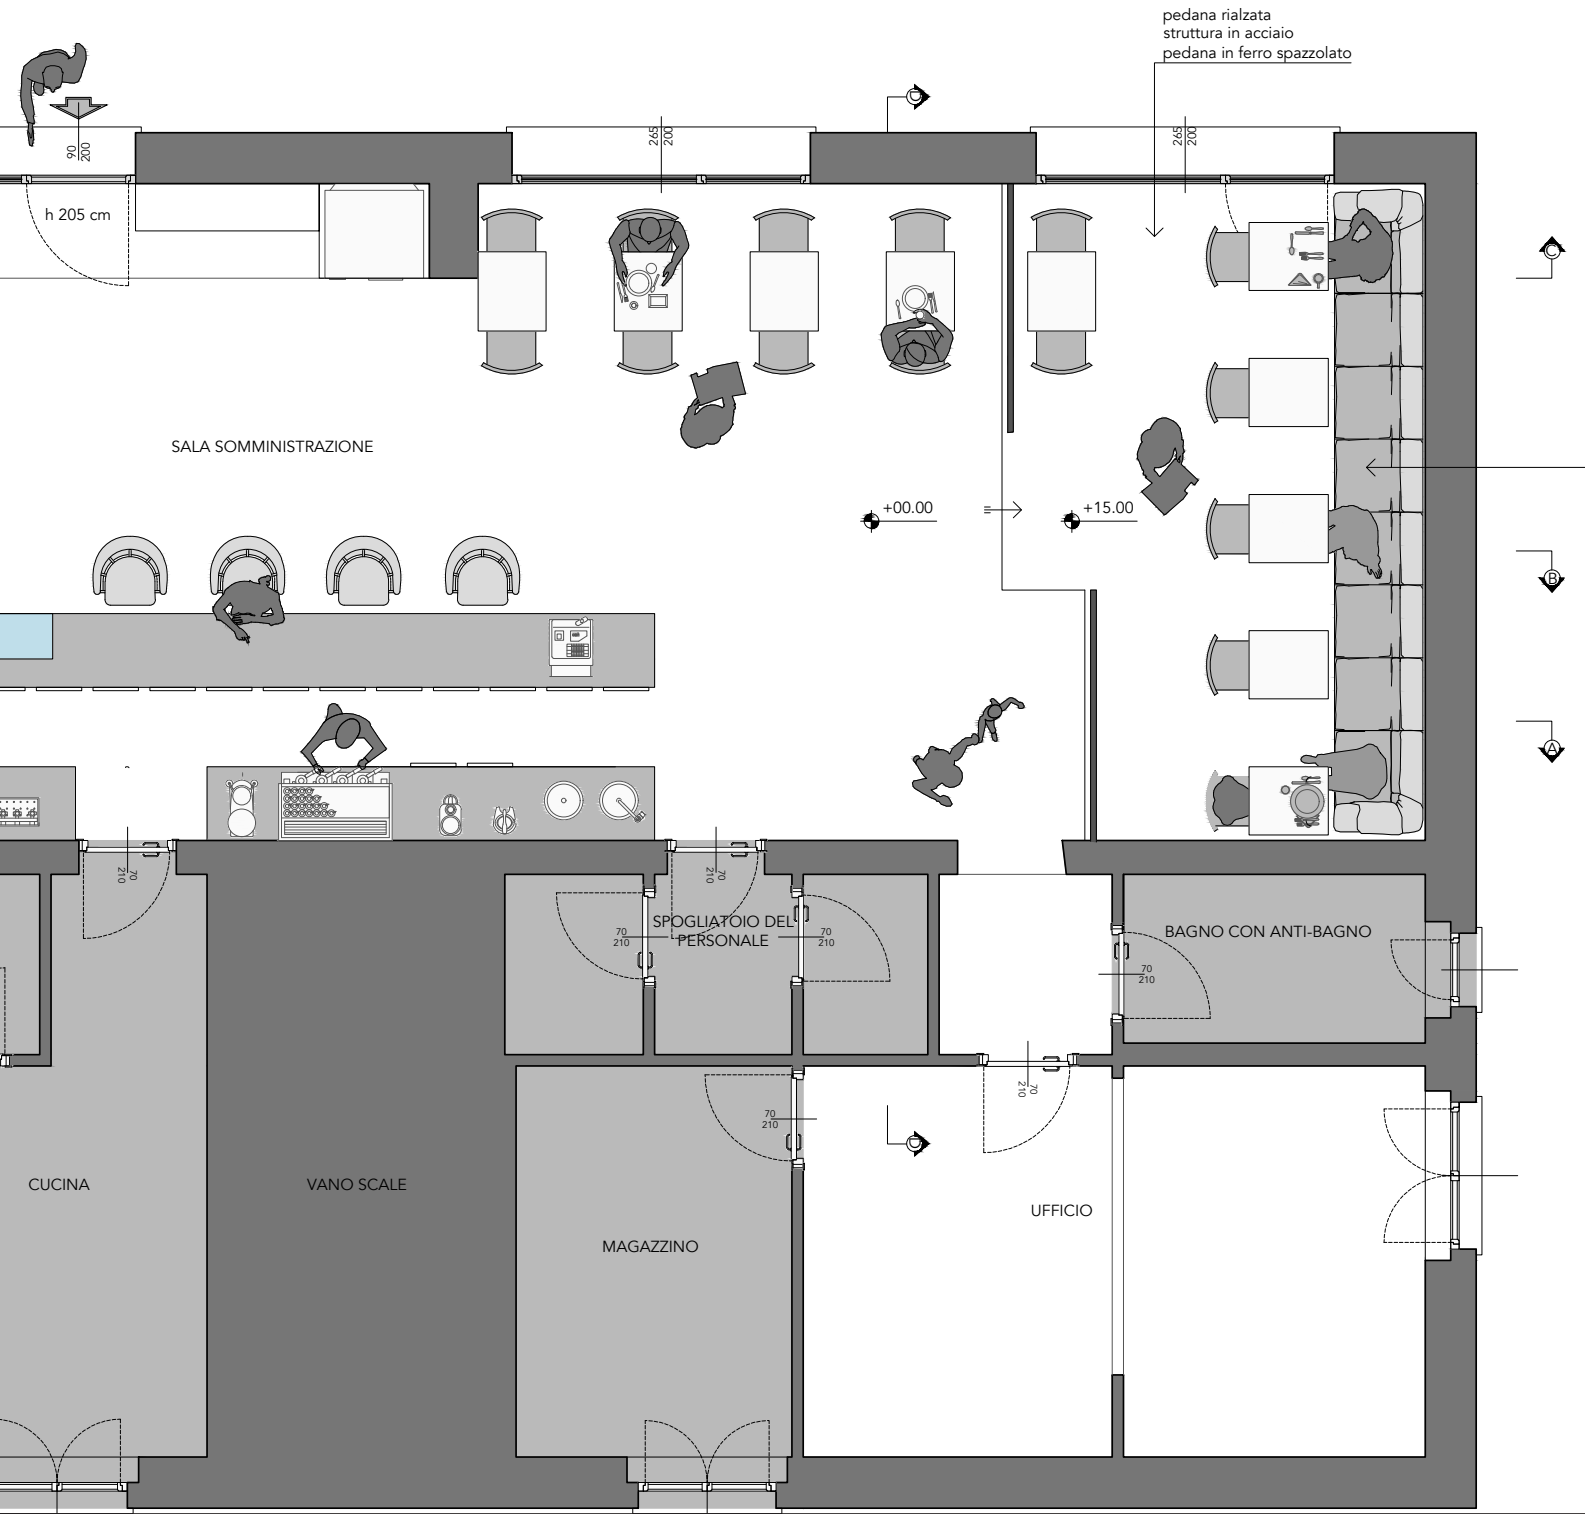 pedana rialzata
struttura in acciaio
pedana in ferro spazzolato
D
90
200
265
200
265
200
h 205 cm
C
SALA SOMMINISTRAZIONE
+00.00
+15.00
B
A
70
210
70
210
SPOGLIATOIO DEL
PERSONALE
70
210
70
210
BAGNO CON ANTI-BAGNO
70
210
70
210
70
210
D
CUCINA
VANO SCALE
UFFICIO
MAGAZZINO